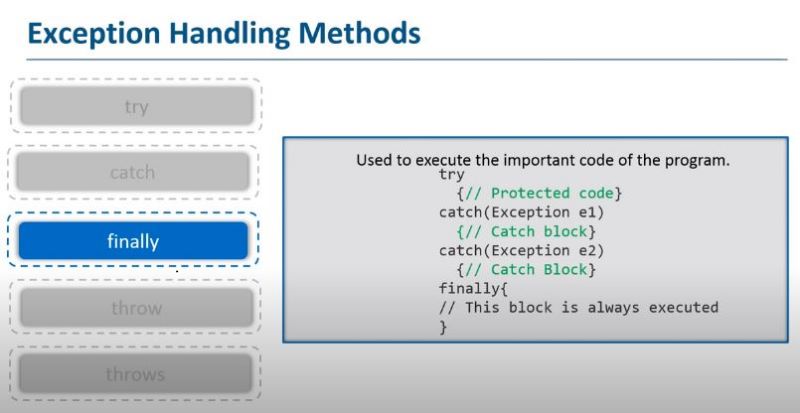 Exception Handling Methods
try
catch
finally
throw
throws
Used to execute the important code of the program.
try
{// Protected code}
catch(Exception e1)
{// Catch block}
catch(Exception e2)
{// Catch Block}
finally{
// This block is always executed
}